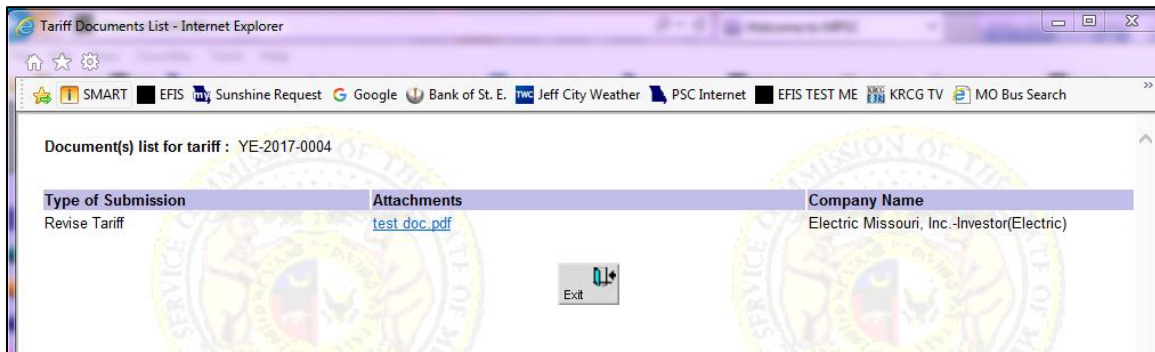 Tariff Documents List - Internet Explorer
SMART EFIS my Sunshine Request G Google Bank of St. E. TWC Jeff City Weather PSC Internet EFIS TEST ME KRCG TV MO Bus Search »
Document(s) list for tariff : YE-2017-0004
Type of Submission Attachments Company Name
Revise Tariff test doc.pdf Electric Missouri, Inc.-Investor(Electric)
Exit